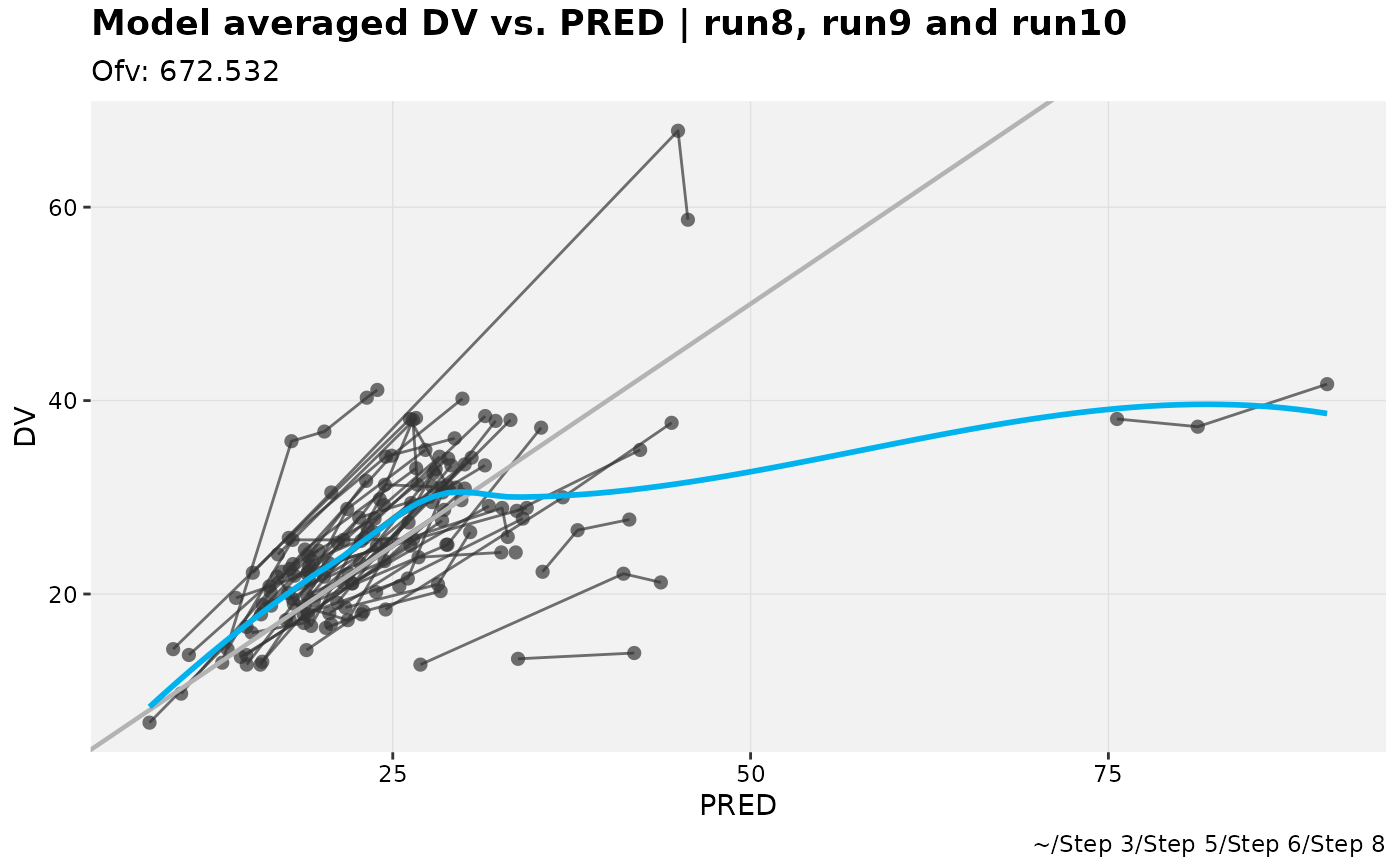 Model averaged DV vs. PRED | run8, run9 and run10
Ofv: 672.532
60
40
20
DV
25 50 75
PRED
~/Step 3/Step 5/Step 6/Step 8